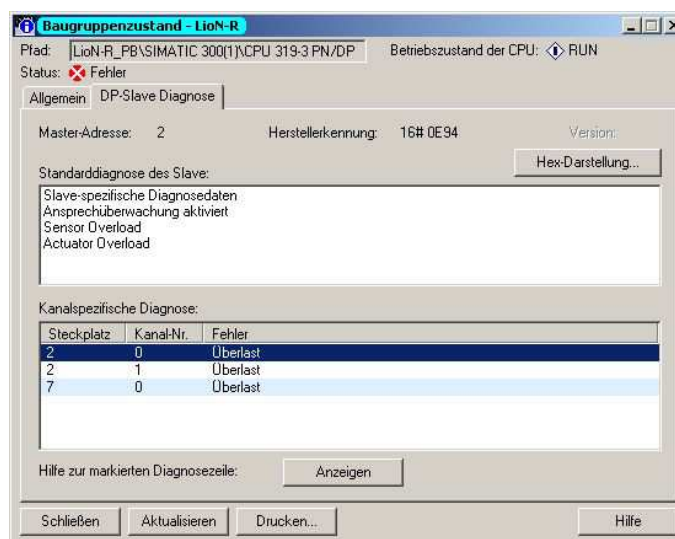 Baugruppenzustand - LioN-R
Pfad: LioN-R_PB\SIMATIC 300(1)\CPU 319-3 PN/DP Betriebszustand der CPU: RUN
Status: Fehler
Allgemein DP-Slave Diagnose
Master-Adresse: 2 Herstellerkennung: 16# 0E94 Version:
Hex-Darstellung...
Standarddiagnose des Slave:
Slave-spezifische Diagnosedaten
Ansprechüberwachung aktiviert
Sensor Overload
Actuator Overload
Kanalspezifische Diagnose:
Steckplatz Kanal-Nr. Fehler
2 0 Überlast
2 1 Überlast
7 0 Überlast
Hilfe zur markierten Diagnosezeile: Anzeigen
Schließen Aktualisieren Drucken... Hilfe